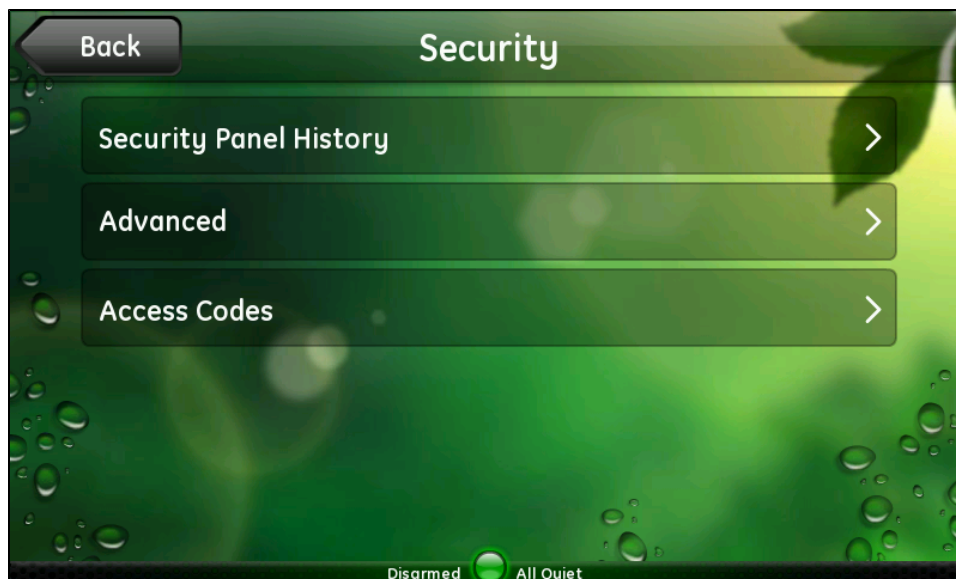 Back
Security
Security Panel History
Advanced
Access Codes
Disarmed All Quiet